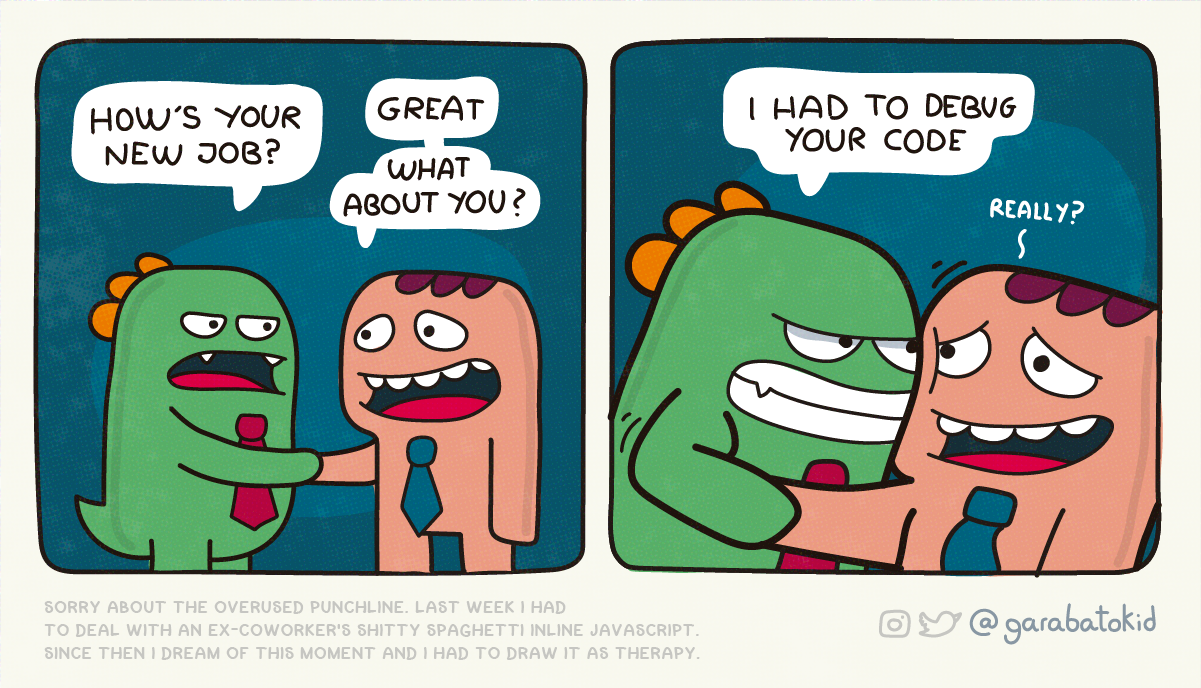 HOW'S YOUR
NEW JOB?
GREAT
WHAT
ABOUT YOU?
I HAD TO DEBUG
YOUR CODE
REALLY?
SORRY ABOUT THE OVERUSED PUNCHLINE. LAST WEEK I HAD
TO DEAL WITH AN EX-COWORKER'S SHITTY SPAGHETTI INLINE JAVASCRIPT.
SINCE THEN I DREAM OF THIS MOMENT AND I HAD TO DRAW IT AS THERAPY.
@garabatokid